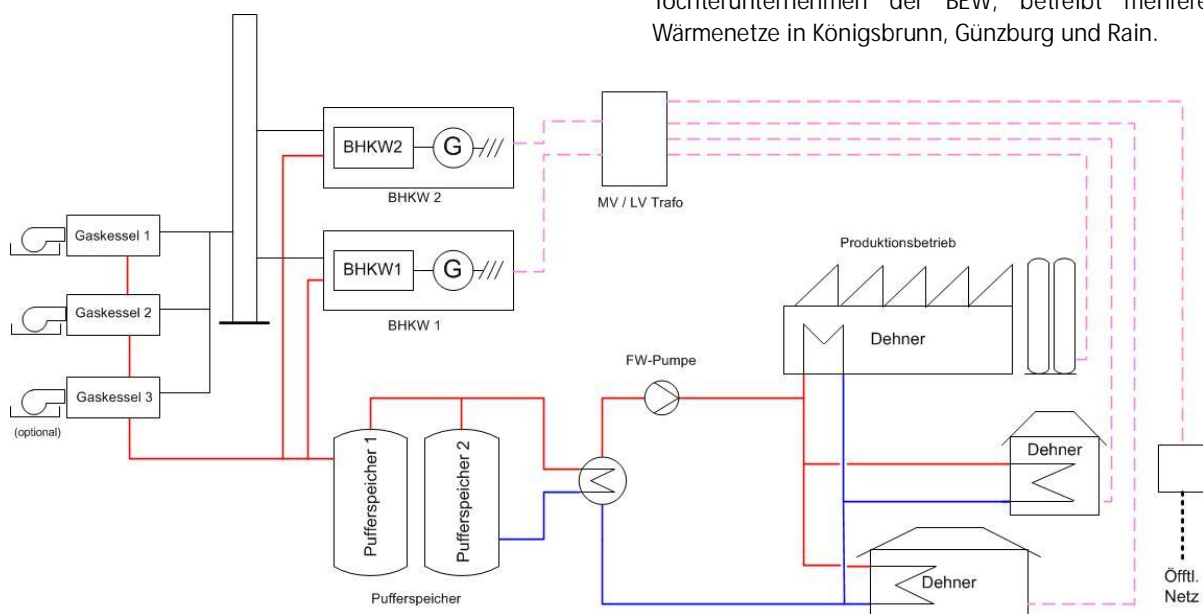 Tochterunternehmen der BEW, betreibt mehrere
Wärmenetze in Königsbrunn, Günzburg und Rain.
BHKW2
G
BHKW 2
MV / LV Trafo
Gaskessel 1
BHKW1
G
BHKW 1
Gaskessel 2
Produktionsbetrieb
Dehner
FW-Pumpe
Gaskessel 3
(optional)
Pufferspeicher 1
Pufferspeicher 2
Dehner
Dehner
Pufferspeicher
Öfftl.
Netz